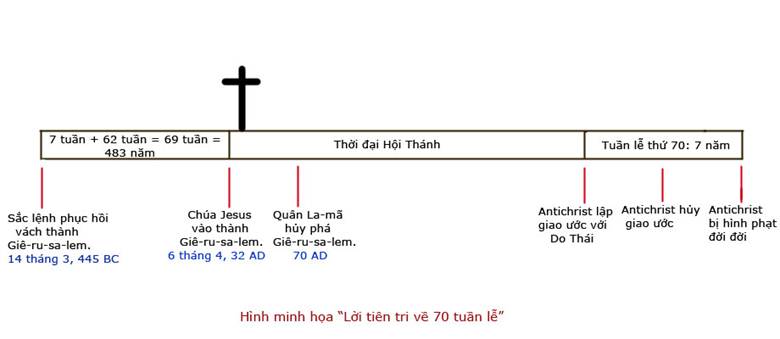 7 tuần + 62 tuần = 69 tuần =
483 năm
Thời đại Hội Thánh
Tuần lễ thứ 70: 7 năm
Sắc lệnh phục hồi
vách thành
Giê-ru-sa-lem.
14 tháng 3, 445 BC
Chúa Jesus
vào thành
Giê-ru-sa-lem.
6 tháng 4, 32 AD
Quân La-mã
hủy phá
Giê-ru-sa-lem.
70 AD
Antichrist lập
giao ước với
Do Thái
Antichrist hủy
giao ước
Antichrist
bị hình phạt
đời đời
Hình minh họa “Lời tiên tri về 70 tuần lễ”